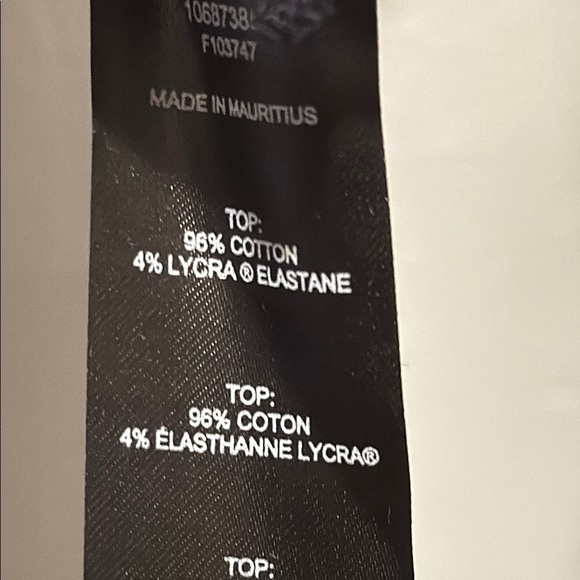 F103747
MADE IN MAURITIUS
TOP:
96% COTTON
4% LYCRA® ELASTANE
TOP:
96% COTON
4% ÉLASTHANNE LYCRA®
TOP: